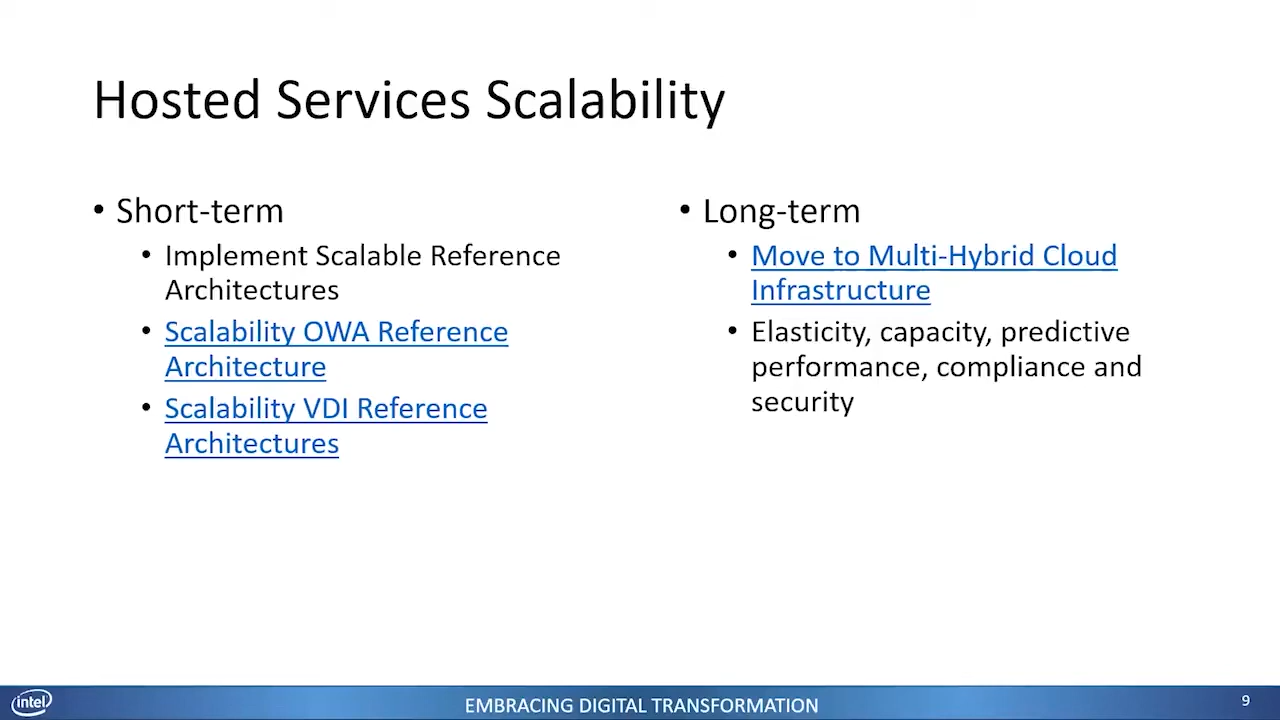 Hosted Services Scalability
• Short-term
• Implement Scalable Reference
Architectures
• Scalability OWA Reference
Architecture
• Scalability VDI Reference
Architectures
• Long-term
• Move to Multi-Hybrid Cloud
Infrastructure
• Elasticity, capacity, predictive
performance, compliance and
security
intel
EMBRACING DIGITAL TRANSFORMATION
9